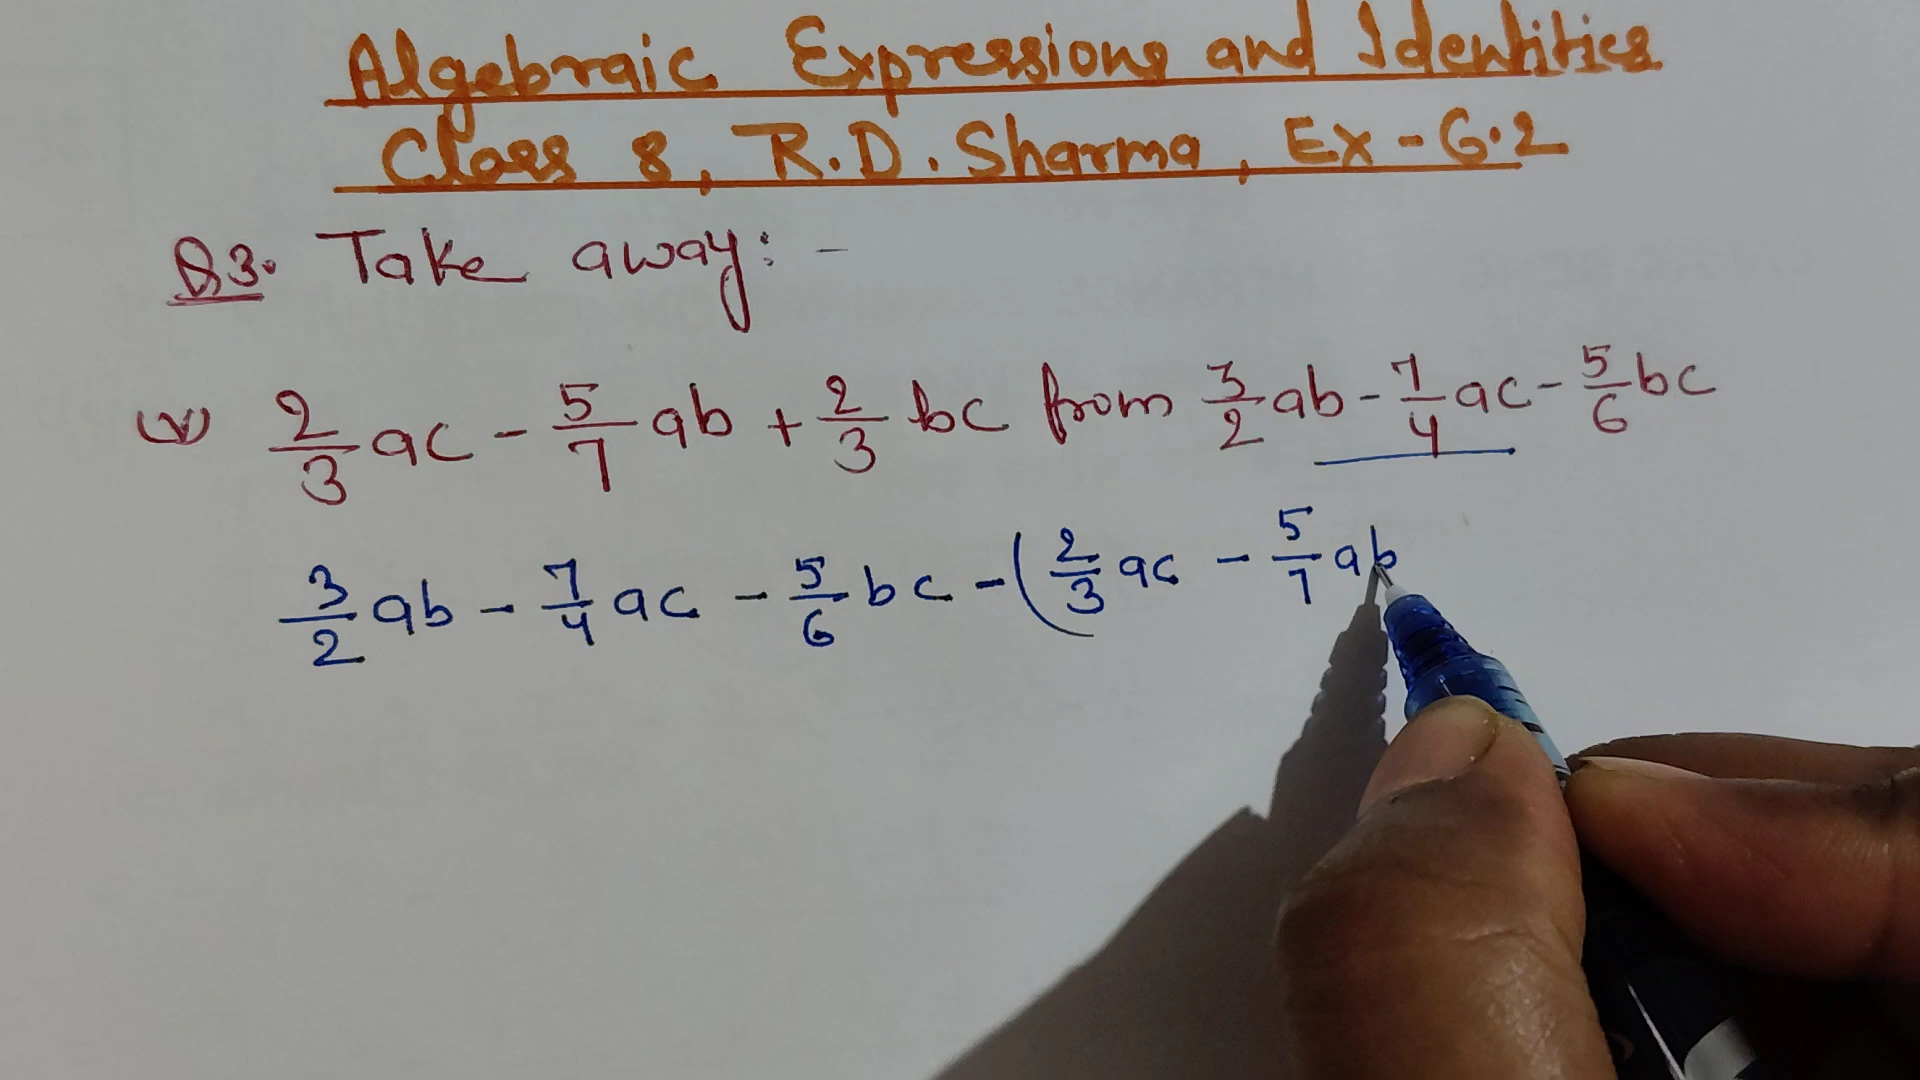 Algebraic Expressions and Identities
Class 8, R.D. Sharma, Ex-6.2
Q3. Take away: -
(v) 2/3 ac - 5/7 ab + 2/3 bc from 3/2 ab - 7/4 ac - 5/6 bc
3/2 ab - 7/4 ac - 5/6 bc - (2/3 ac - 5/7 ab